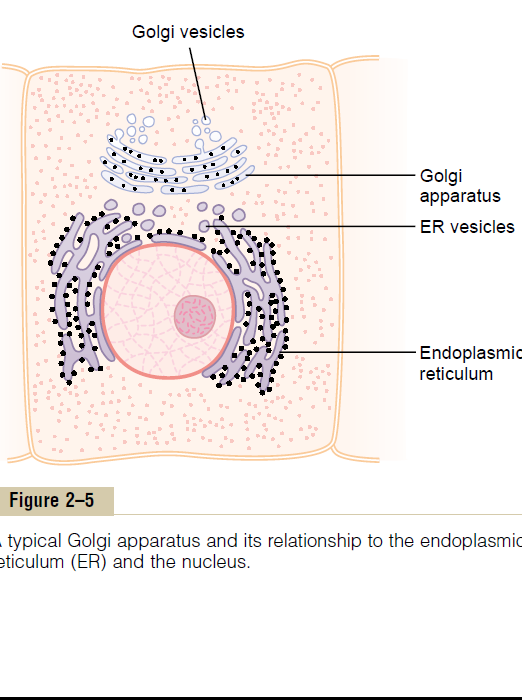 Golgi vesicles
Golgi
apparatus
ER vesicles
Endoplasmic
reticulum
Figure 2–5
typical Golgi apparatus and its relationship to the endoplasmic
eticulum (ER) and the nucleus.